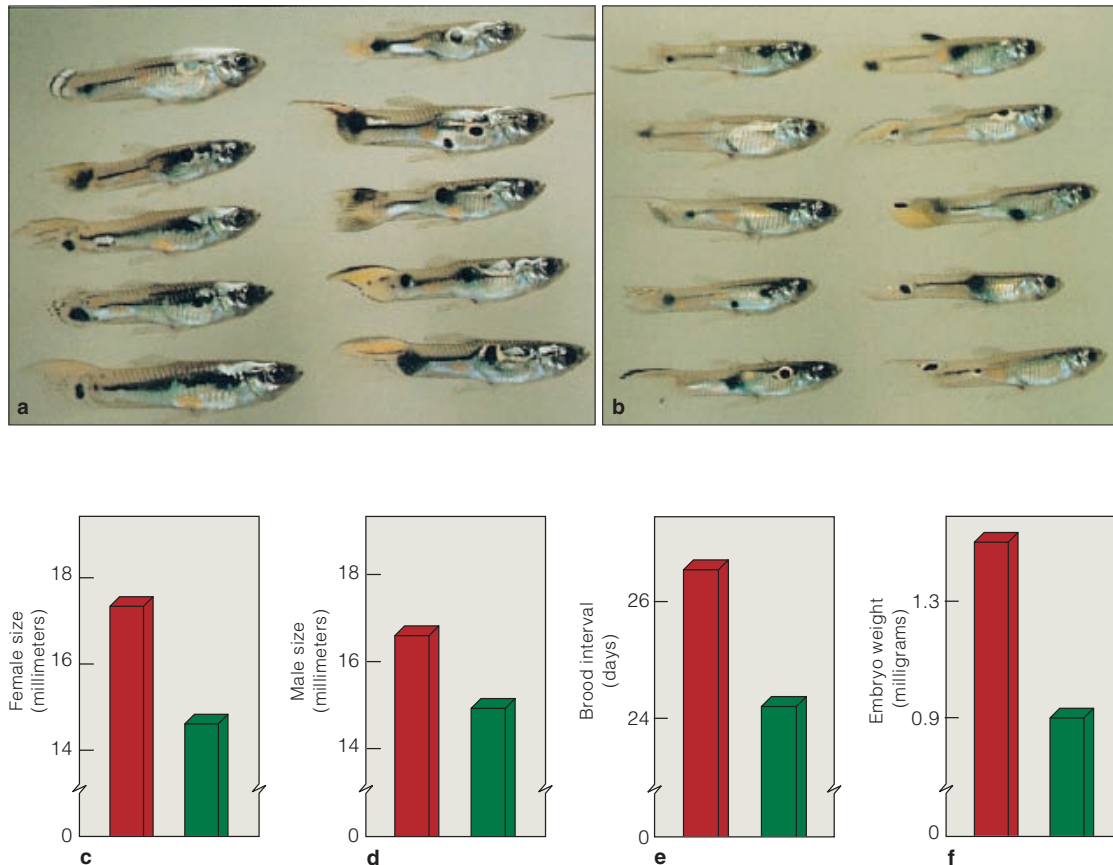 a
b
Female size
(millimeters)
18
16
14
0
c
Male size
(millimeters)
18
16
14
0
d
Brood interval
(days)
26
24
0
e
Embryo weight
(milligrams)
1.3
0.9
0
f